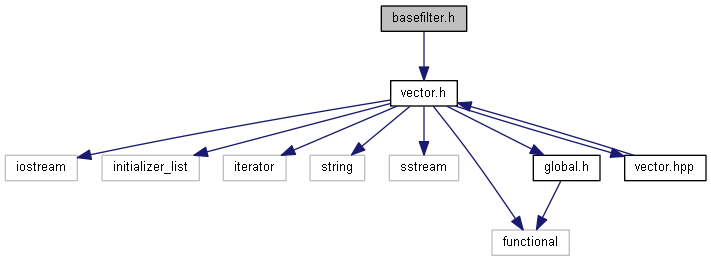 basefilter.h
vector.h
iostream
initializer_list
iterator
string
sstream
global.h
vector.hpp
functional